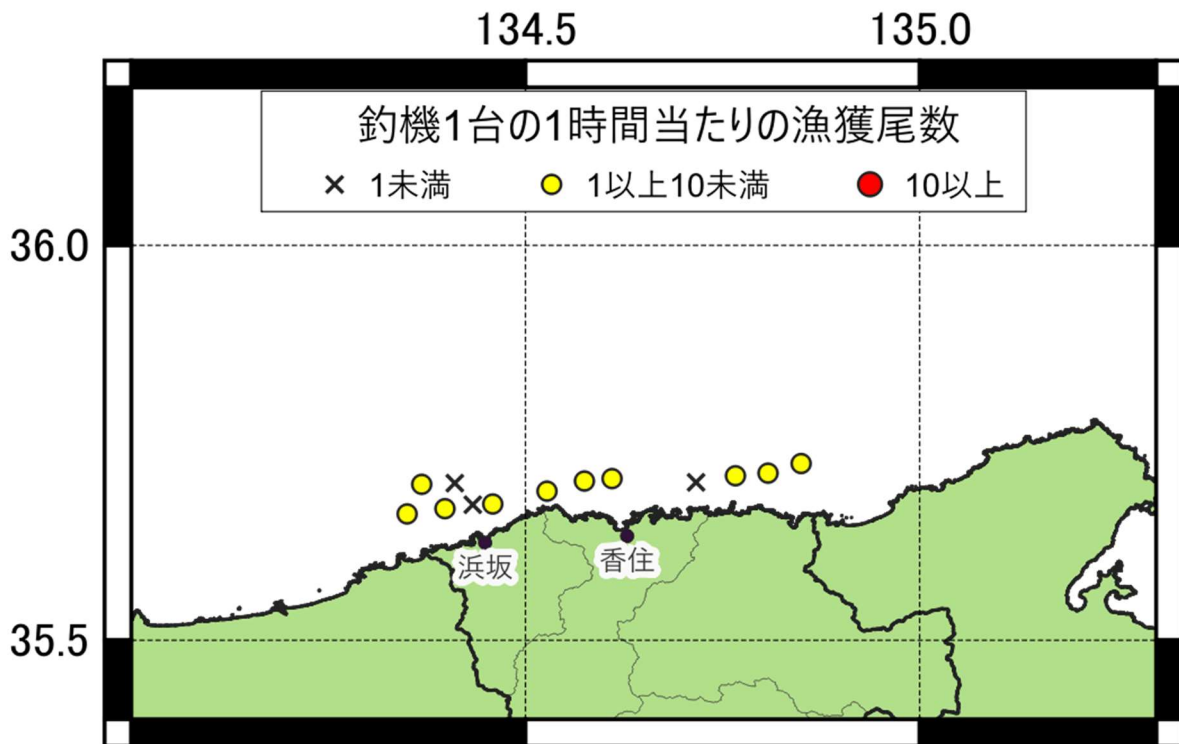 134.5 135.0
釣機1台の1時間当たりの漁獲尾数
1未満 1以上10未満 10以上
36.0
浜坂 香住
35.5